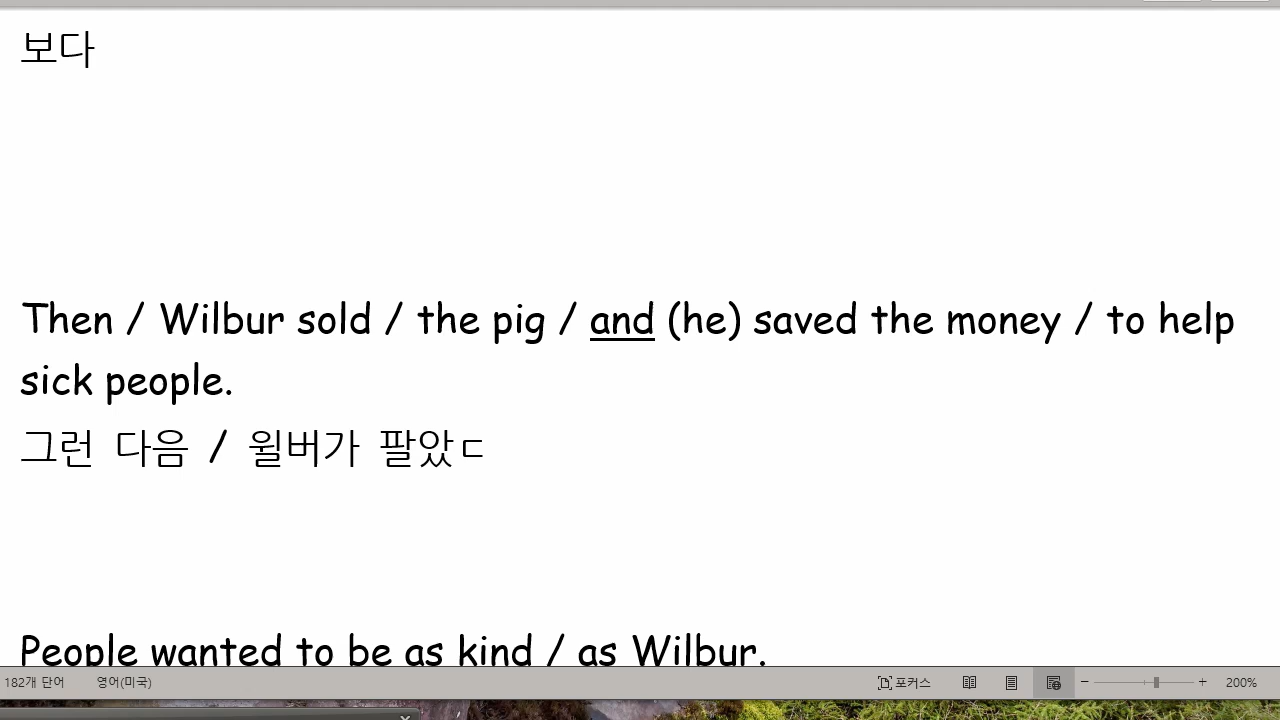 보다
Then / Wilbur sold / the pig / and (he) saved the money / to help
sick people.
그런 다음 / 윌버가 팔았ㄷ
People wanted to be as kind / as Wilbur.
182개 단어 영어(미국) 포커스 200%